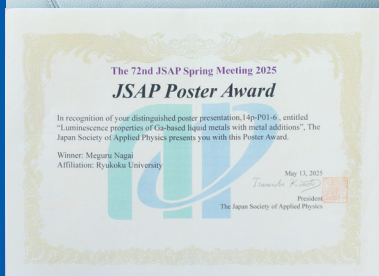 The 72nd JSAP Spring Meeting 2025
JSAP Poster Award
In recognition of your distinguished poster presentation,14p-P01-6 , entitled
“Luminescence properties of Ga-based liquid metals with metal additions”, The
Japan Society of Applied Physics presents you with this Poster Award.
Winner: Meguru Nagai
Affiliation: Ryukoku University
May 13, 2025
President
The Japan Society of Applied Physics